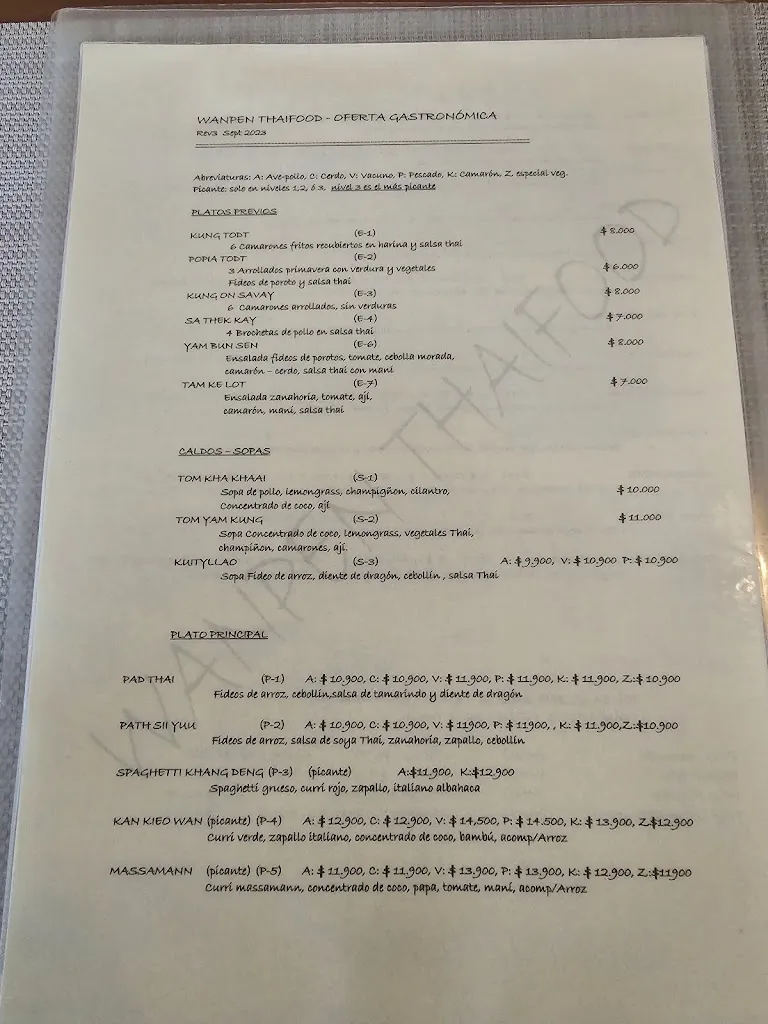 WANPEN THAIFOOD - OFERTA GASTRONÓMICA
Rev3 Sept 2023
Abreviaturas: A: Ave-pollo, C: Cerdo, V: Vacuno, P: Pescado, K: Camarón, Z, especial veg.
Picante: solo en niveles 1,2, ó 3, nivel 3 es el más picante
PLATOS PREVIOS
KUNG TODT (E-1) $ 8.000
6 Camarones fritos recubiertos en harina y salsa thai
POPIA TODT (E-2)
3 Arrollados primavera con verdura y vegetales $ 6.000
Fideos de poroto y salsa thai
KUNG ON SAVAY (E-3) $ 8.000
6 Camarones arrollados, sin verduras
SA THEK KAY (E-4) $ 7.000
4 Brochetas de pollo en salsa thai
YAM BUN SEN (E-6) $ 8.000
Ensalada fideos de porotos, tomate, cebolla morada,
camarón – cerdo, salsa thai con maní
TAM KE LOT (E-7) $ 7.000
Ensalada zanahoria, tomate, ají,
camarón, maní, salsa thai
CALDOS – SOPAS
TOM KHA KHAAI (S-1)
Sopa de pollo, lemongrass, champigñon, cilantro, $ 10.000
Concentrado de coco, ají
TOM YAM KUNG (S-2) $ 11.000
Sopa Concentrado de coco, lemongrass, vegetales Thai,
champiñon, camarones, ají.
KUITYLLAO (S-3) A: $ 9.900, V: $ 10.900 P: $ 10.900
Sopa Fideo de arroz, diente de dragón, cebollín , salsa Thai
PLATO PRINCIPAL
PAD THAI (P-1) A: $ 10.900, C: $ 10.900, V: $ 11.900, P: $ 11.900, K: $ 11.900, Z:$ 10.900
Fideos de arroz, cebollín,salsa de tamarindo y diente de dragón
PATH SII YUU (P-2) A: $ 10.900, C: $ 10.900, V: $ 11900, P: $ 11900, , K: $ 11.900,Z:$10.900
Fideos de arroz, salsa de soya Thai, zanahoria, zapallo, cebollín
SPAGHETTI KHANG DENG (P-3) (picante) A:$11,900, K:$12,900
Spaghetti grueso, curri rojo, zapallo, italiano albahaca
KAN KIEO WAN (picante) (P-4) A: $ 12.900, C: $ 12.900, V: $ 14,500, P: $ 14.500, K: $ 13.900, Z:$12,900
Curri verde, zapallo italiano, concentrado de coco, bambú, acomp/Arroz
MASSAMANN (picante) (P-5) A: $ 11.900, C: $ 11.900, V: $ 13.900, P: $ 13,900, K: $ 12.900, Z:$11900
Curri massamann, concentrado de coco, papa, tomate, maní, acomp/Arroz
WANPEN THAIFOOD